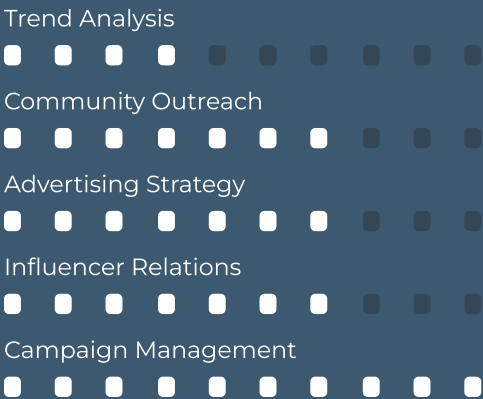 Trend Analysis
Community Outreach
Advertising Strategy
Influencer Relations
Campaign Management